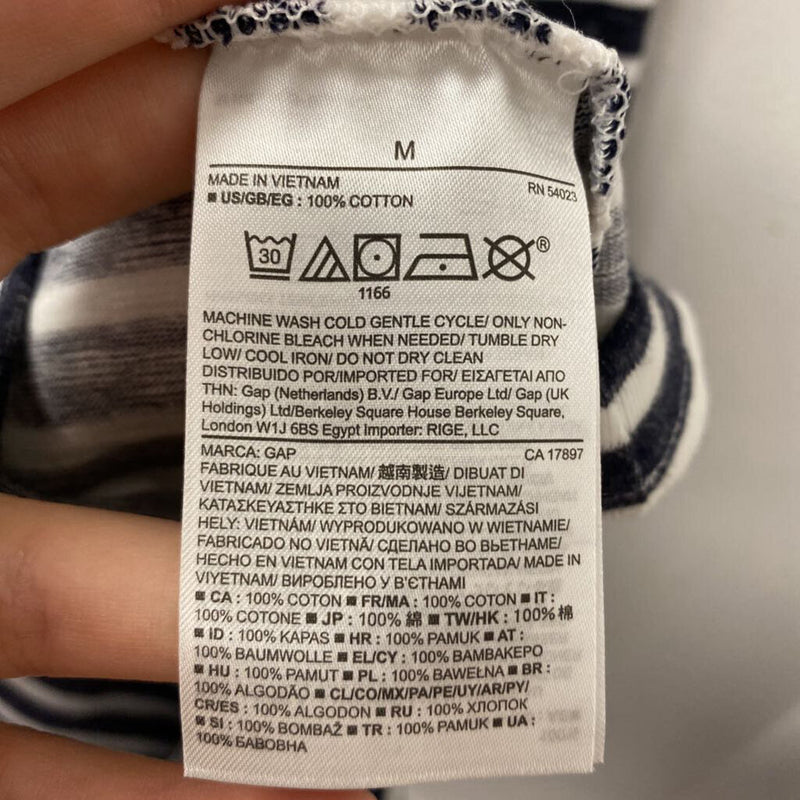 M
MADE IN VIETNAM RN 54023
■ US/GB/EG : 100% COTTON
30 ®
1166
MACHINE WASH COLD GENTLE CYCLE/ ONLY NON-
CHLORINE BLEACH WHEN NEEDED/ TUMBLE DRY
LOW/ COOL IRON/ DO NOT DRY CLEAN
DISTRIBUIDO POR/IMPORTED FOR/ ΕΙΣΑΓΕΤΑΙ ΑΠΟ
THN: Gap (Netherlands) B.V./ Gap Europe Ltd/ Gap (UK
Holdings) Ltd/Berkeley Square House Berkeley Square,
London W1J 6BS Egypt Importer: RIGE, LLC
MARCA: GAP CA 17897
FABRIQUE AU VIETNAM/ 越南製造/ DIBUAT DI
VIETNAM/ ZEMLJA PROIZVODNJE VIJETNAM/
ΚΑΤΑΣΚΕΥΑΣΤΗΚΕ ΣΤΟ ΒΙΕΤΝΑΜ/ SZÁRMAZÁSI
HELY: VIETNÁM/ WYPRODUKOWANO W WIETNAMIE/
FABRICADO NO VIETNÃ/ СДЕЛАНО ВО ВЬЕТНАМЕ/
HECHO EN VIETNAM CON TELA IMPORTADA/ MADE IN
VIYETNAM/ ВИРОБЛЕНО У В'ЄТНАМІ
■ CA : 100% COTON ■ FR/MA : 100% COTON ■ IT :
100% COTONE ■ JP : 100% 綿 ■ TW/HK : 100% 棉
■ ID : 100% KAPAS ■ HR : 100% PAMUK ■ AT :
100% BAUMWOLLE ■ EL/CY : 100% ΒΑΜΒΑΚΕΡΟ
■ HU : 100% PAMUT ■ PL : 100% BAWEŁNA ■ BR :
100% ALGODÃO ■ CL/CO/MX/PA/PE/UY/AR/PY/
CR/ES : 100% ALGODON ■ RU : 100% ХЛОПОК
■ SI : 100% BOMBAŽ ■ TR : 100% PAMUK ■ UA :
100% БАВОВНА